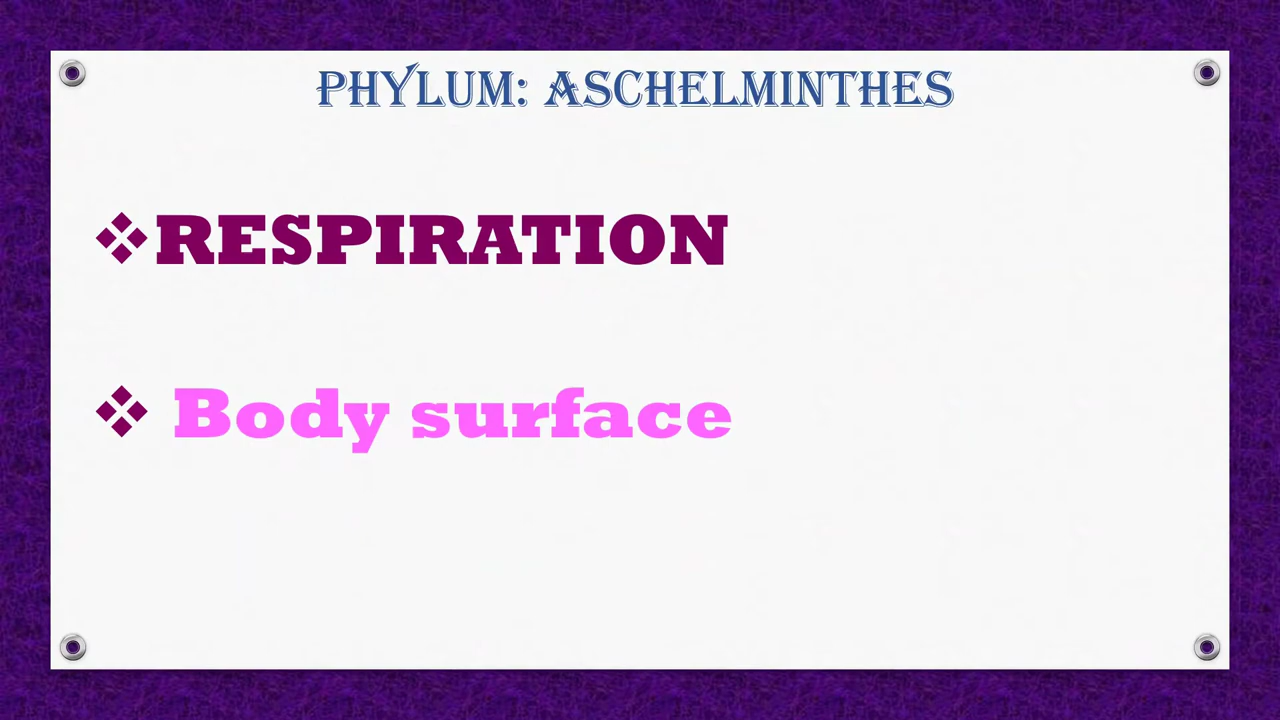 PHYLUM: ASCHELMINTHES
❖RESPIRATION
❖ Body surface